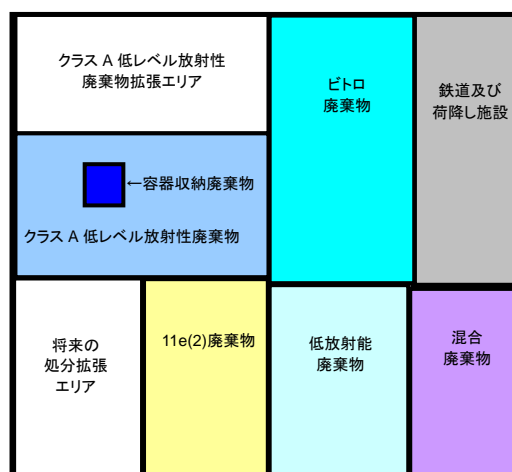 クラス A 低レベル放射性
廃棄物拡張エリア
ビトロ
廃棄物
鉄道及び
荷降し施設
←容器収納廃棄物
クラス A 低レベル放射性廃棄物
将来の
処分拡張
エリア
11e(2)廃棄物
低放射能
廃棄物
混合
廃棄物